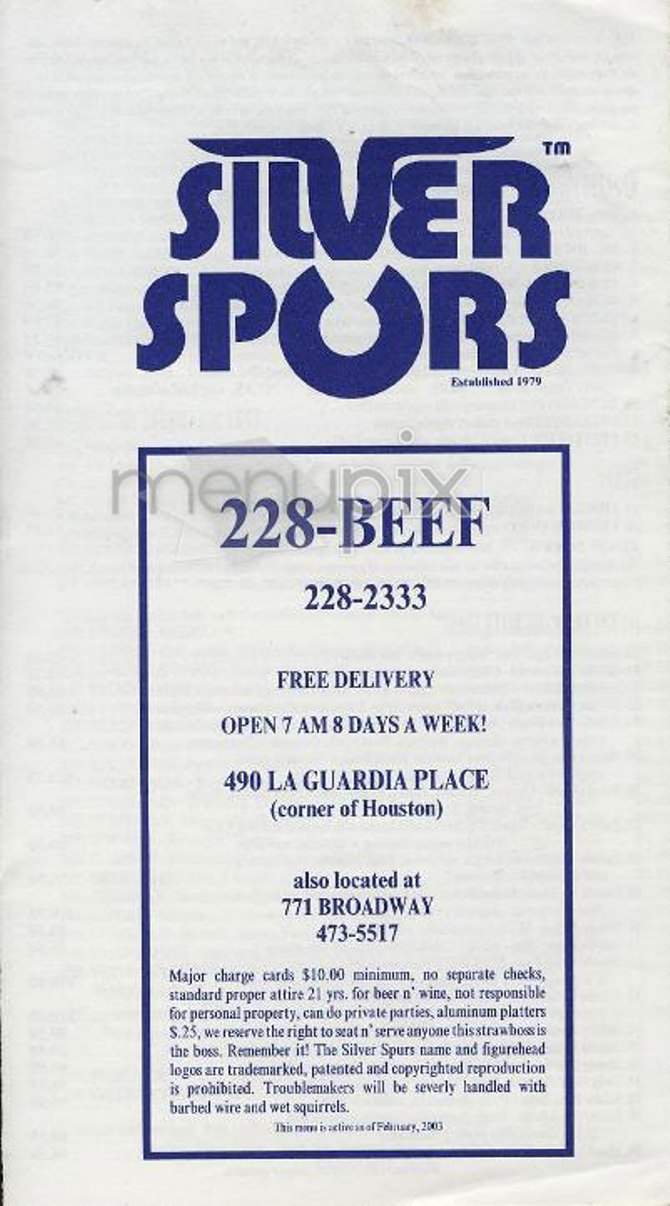 SILVER™
SPURS
Established 1979
menupix
228-BEEF
228-2333
FREE DELIVERY
OPEN 7 AM 8 DAYS A WEEK!
490 LA GUARDIA PLACE
(corner of Houston)
also located at
771 BROADWAY
473-5517
Major charge cards $10.00 minimum, no separate checks,
standard proper attire 21 yrs. for beer n' wine, not responsible
for personal property, can do private parties, aluminum platters
$.25, we reserve the right to seat n' serve anyone this strawboss is
the boss. Remember it! The Silver Spurs name and figurehead
logos are trademarked, patented and copyrighted reproduction
is prohibited. Troublemakers will be severly handled with
barbed wire and wet squirrels.
This menu is active as of February, 2003